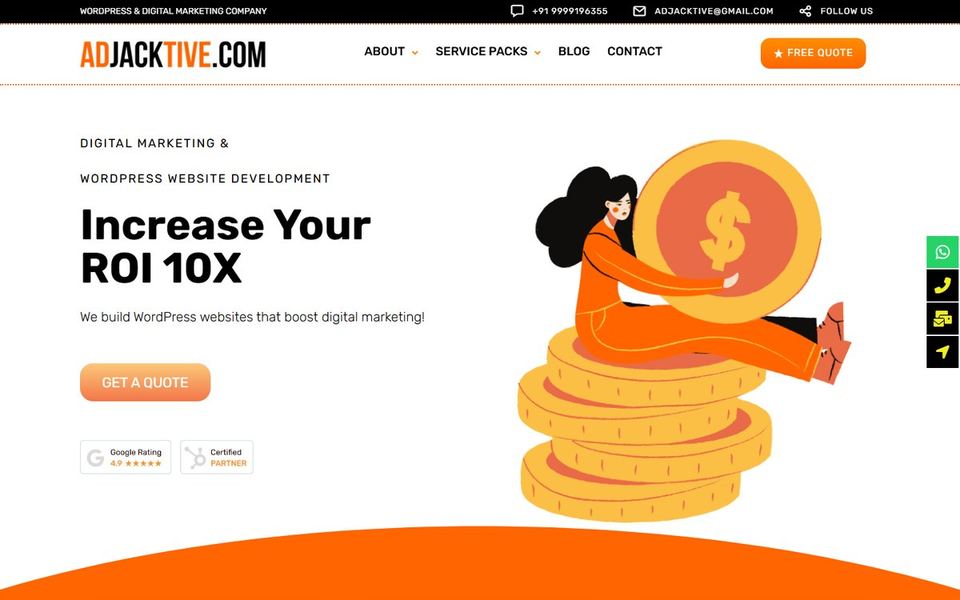 WORDPRESS & DIGITAL MARKETING COMPANY
+91 9999196355
ADJACKTIVE@GMAIL.COM
FOLLOW US
ADJACKTIVE.COM
ABOUT
SERVICE PACKS
BLOG
CONTACT
★ FREE QUOTE
DIGITAL MARKETING &
WORDPRESS WEBSITE DEVELOPMENT
Increase Your
ROI 10X
We build WordPress websites that boost digital marketing!
GET A QUOTE
G
Google Rating
4.9 ★★★★★
Certified
PARTNER
$